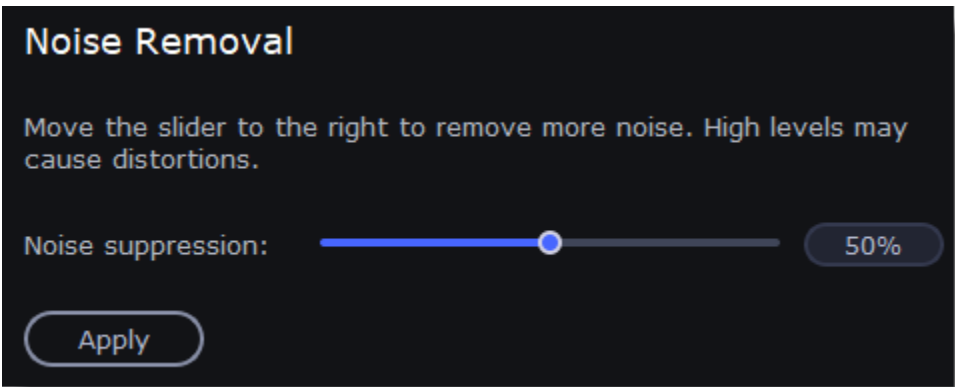 Noise Removal
Move the slider to the right to remove more noise. High levels may
cause distortions.
Noise suppression: 50%
Apply